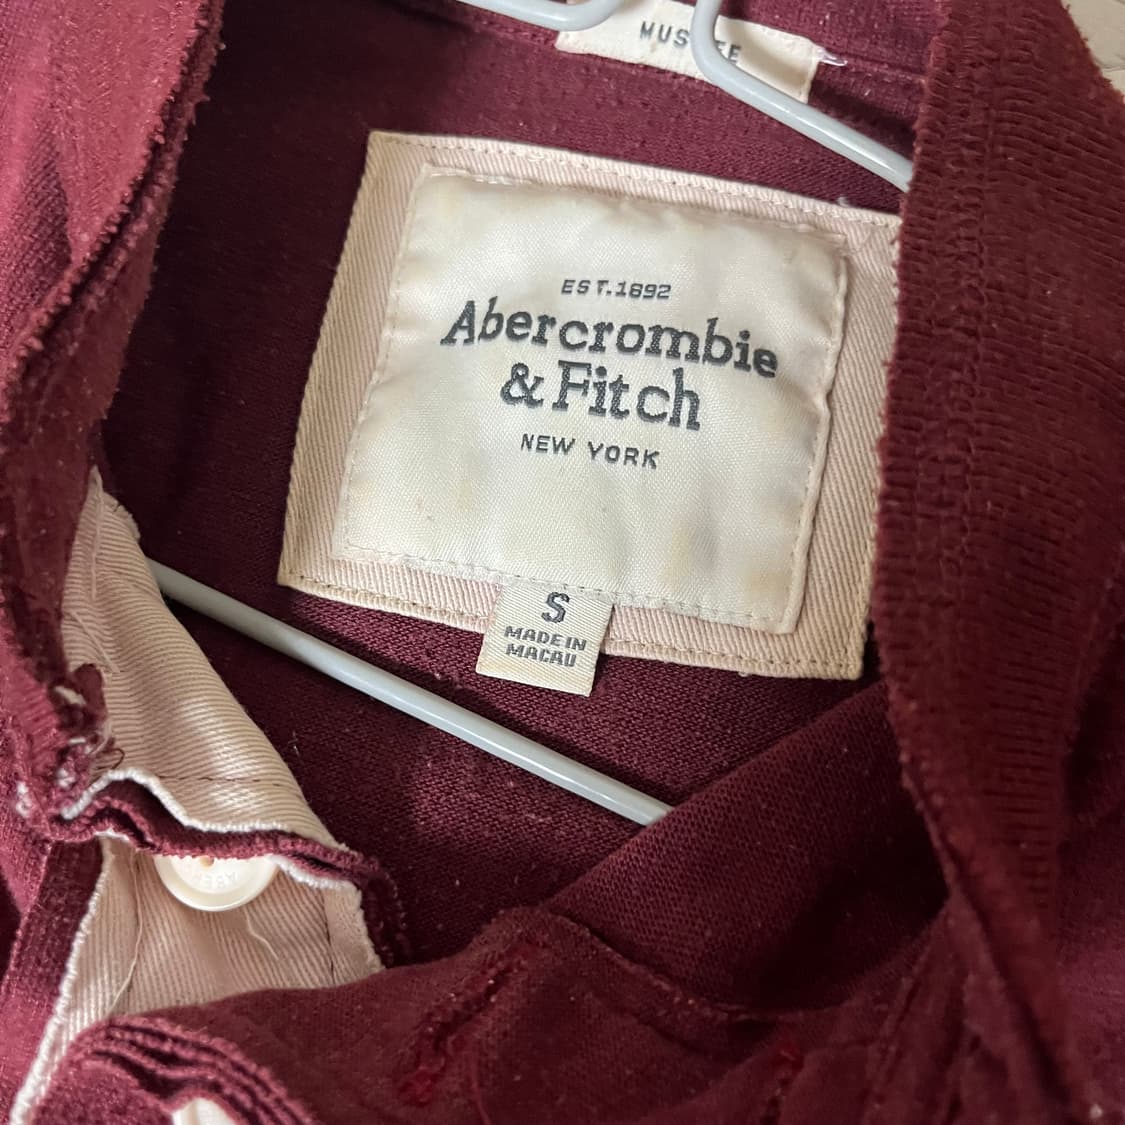 EST.1892
Abercrombie
& Fitch
NEW YORK
S
MADE IN
MACAU